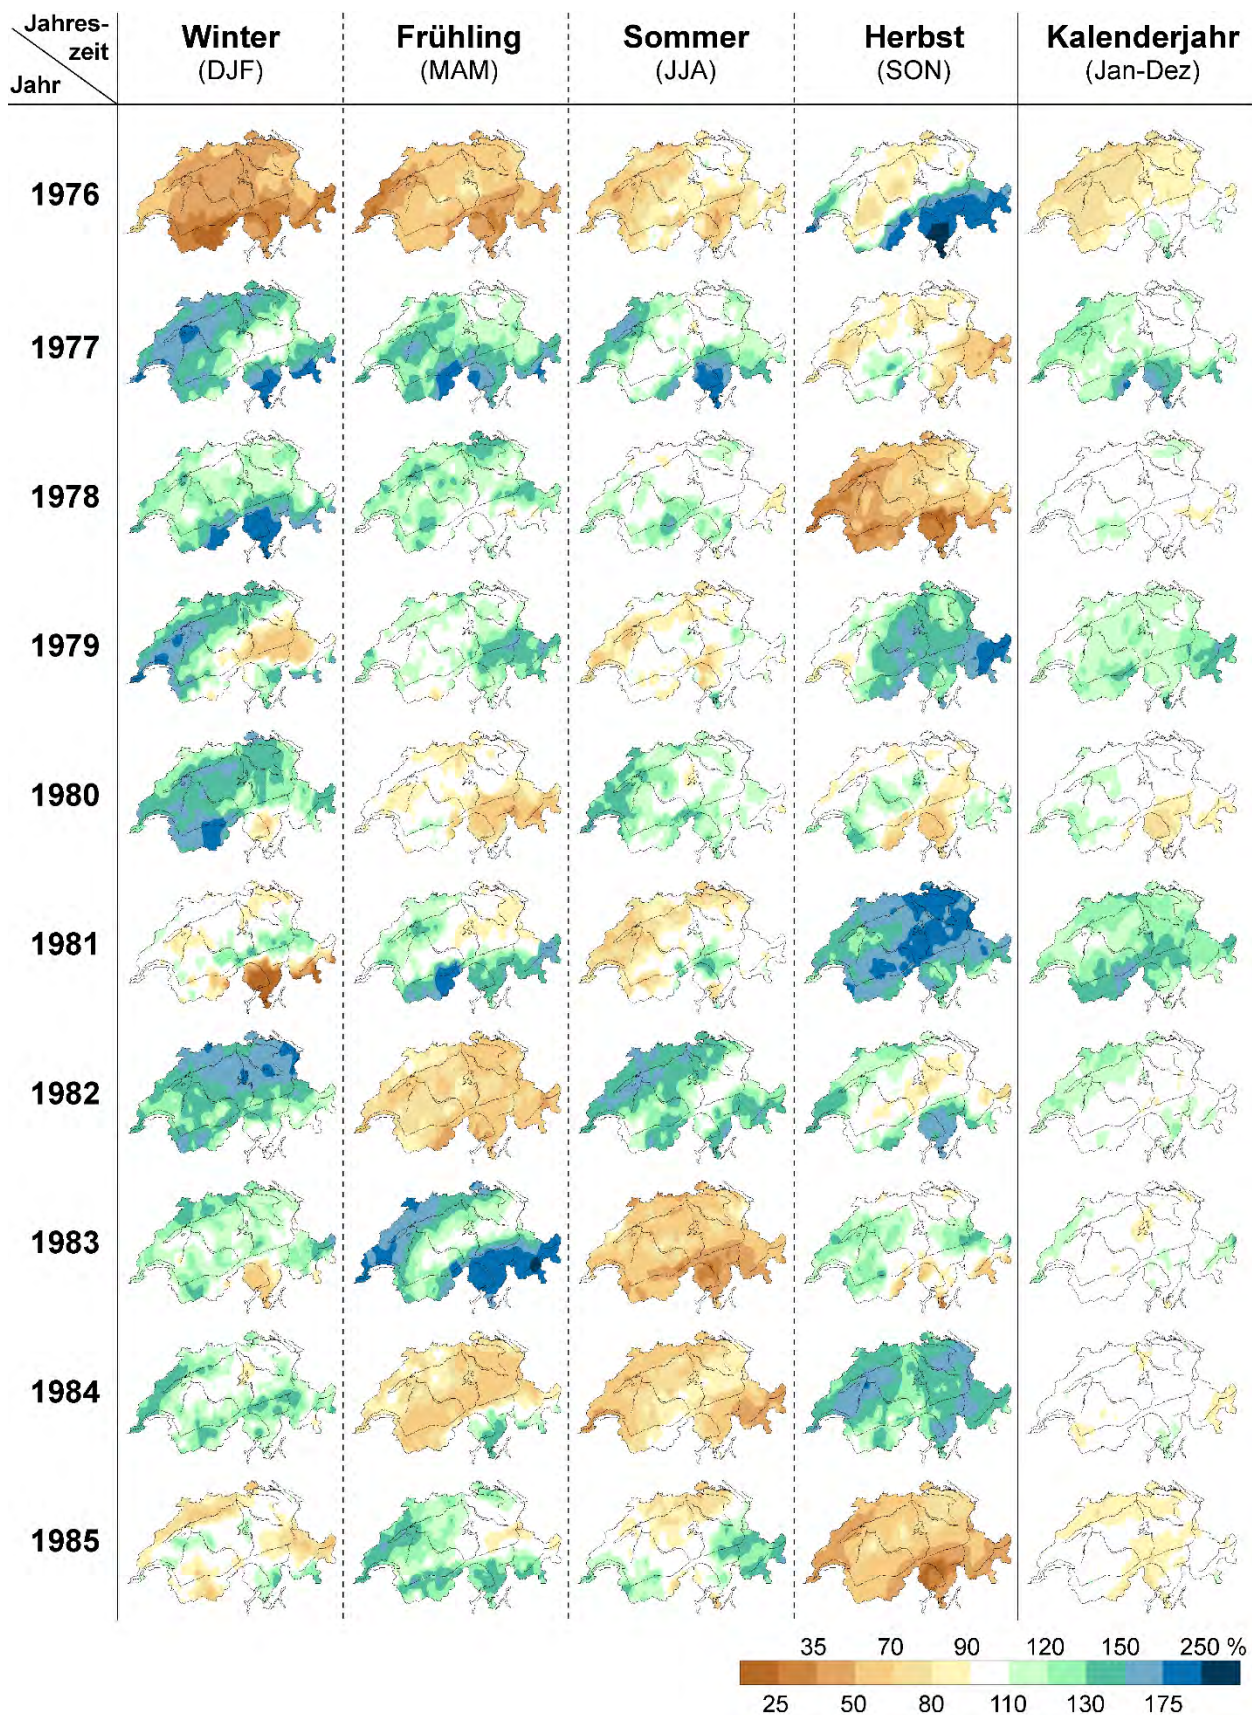 Jahres-
zeit
Jahr
Winter
(DJF)
Frühling
(MAM)
Sommer
(JJA)
Herbst
(SON)
Kalenderjahr
(Jan-Dez)
1976
1977
1978
1979
1980
1981
1982
1983
1984
1985
35 70 90 120 150 250 %
25 50 80 110 130 175